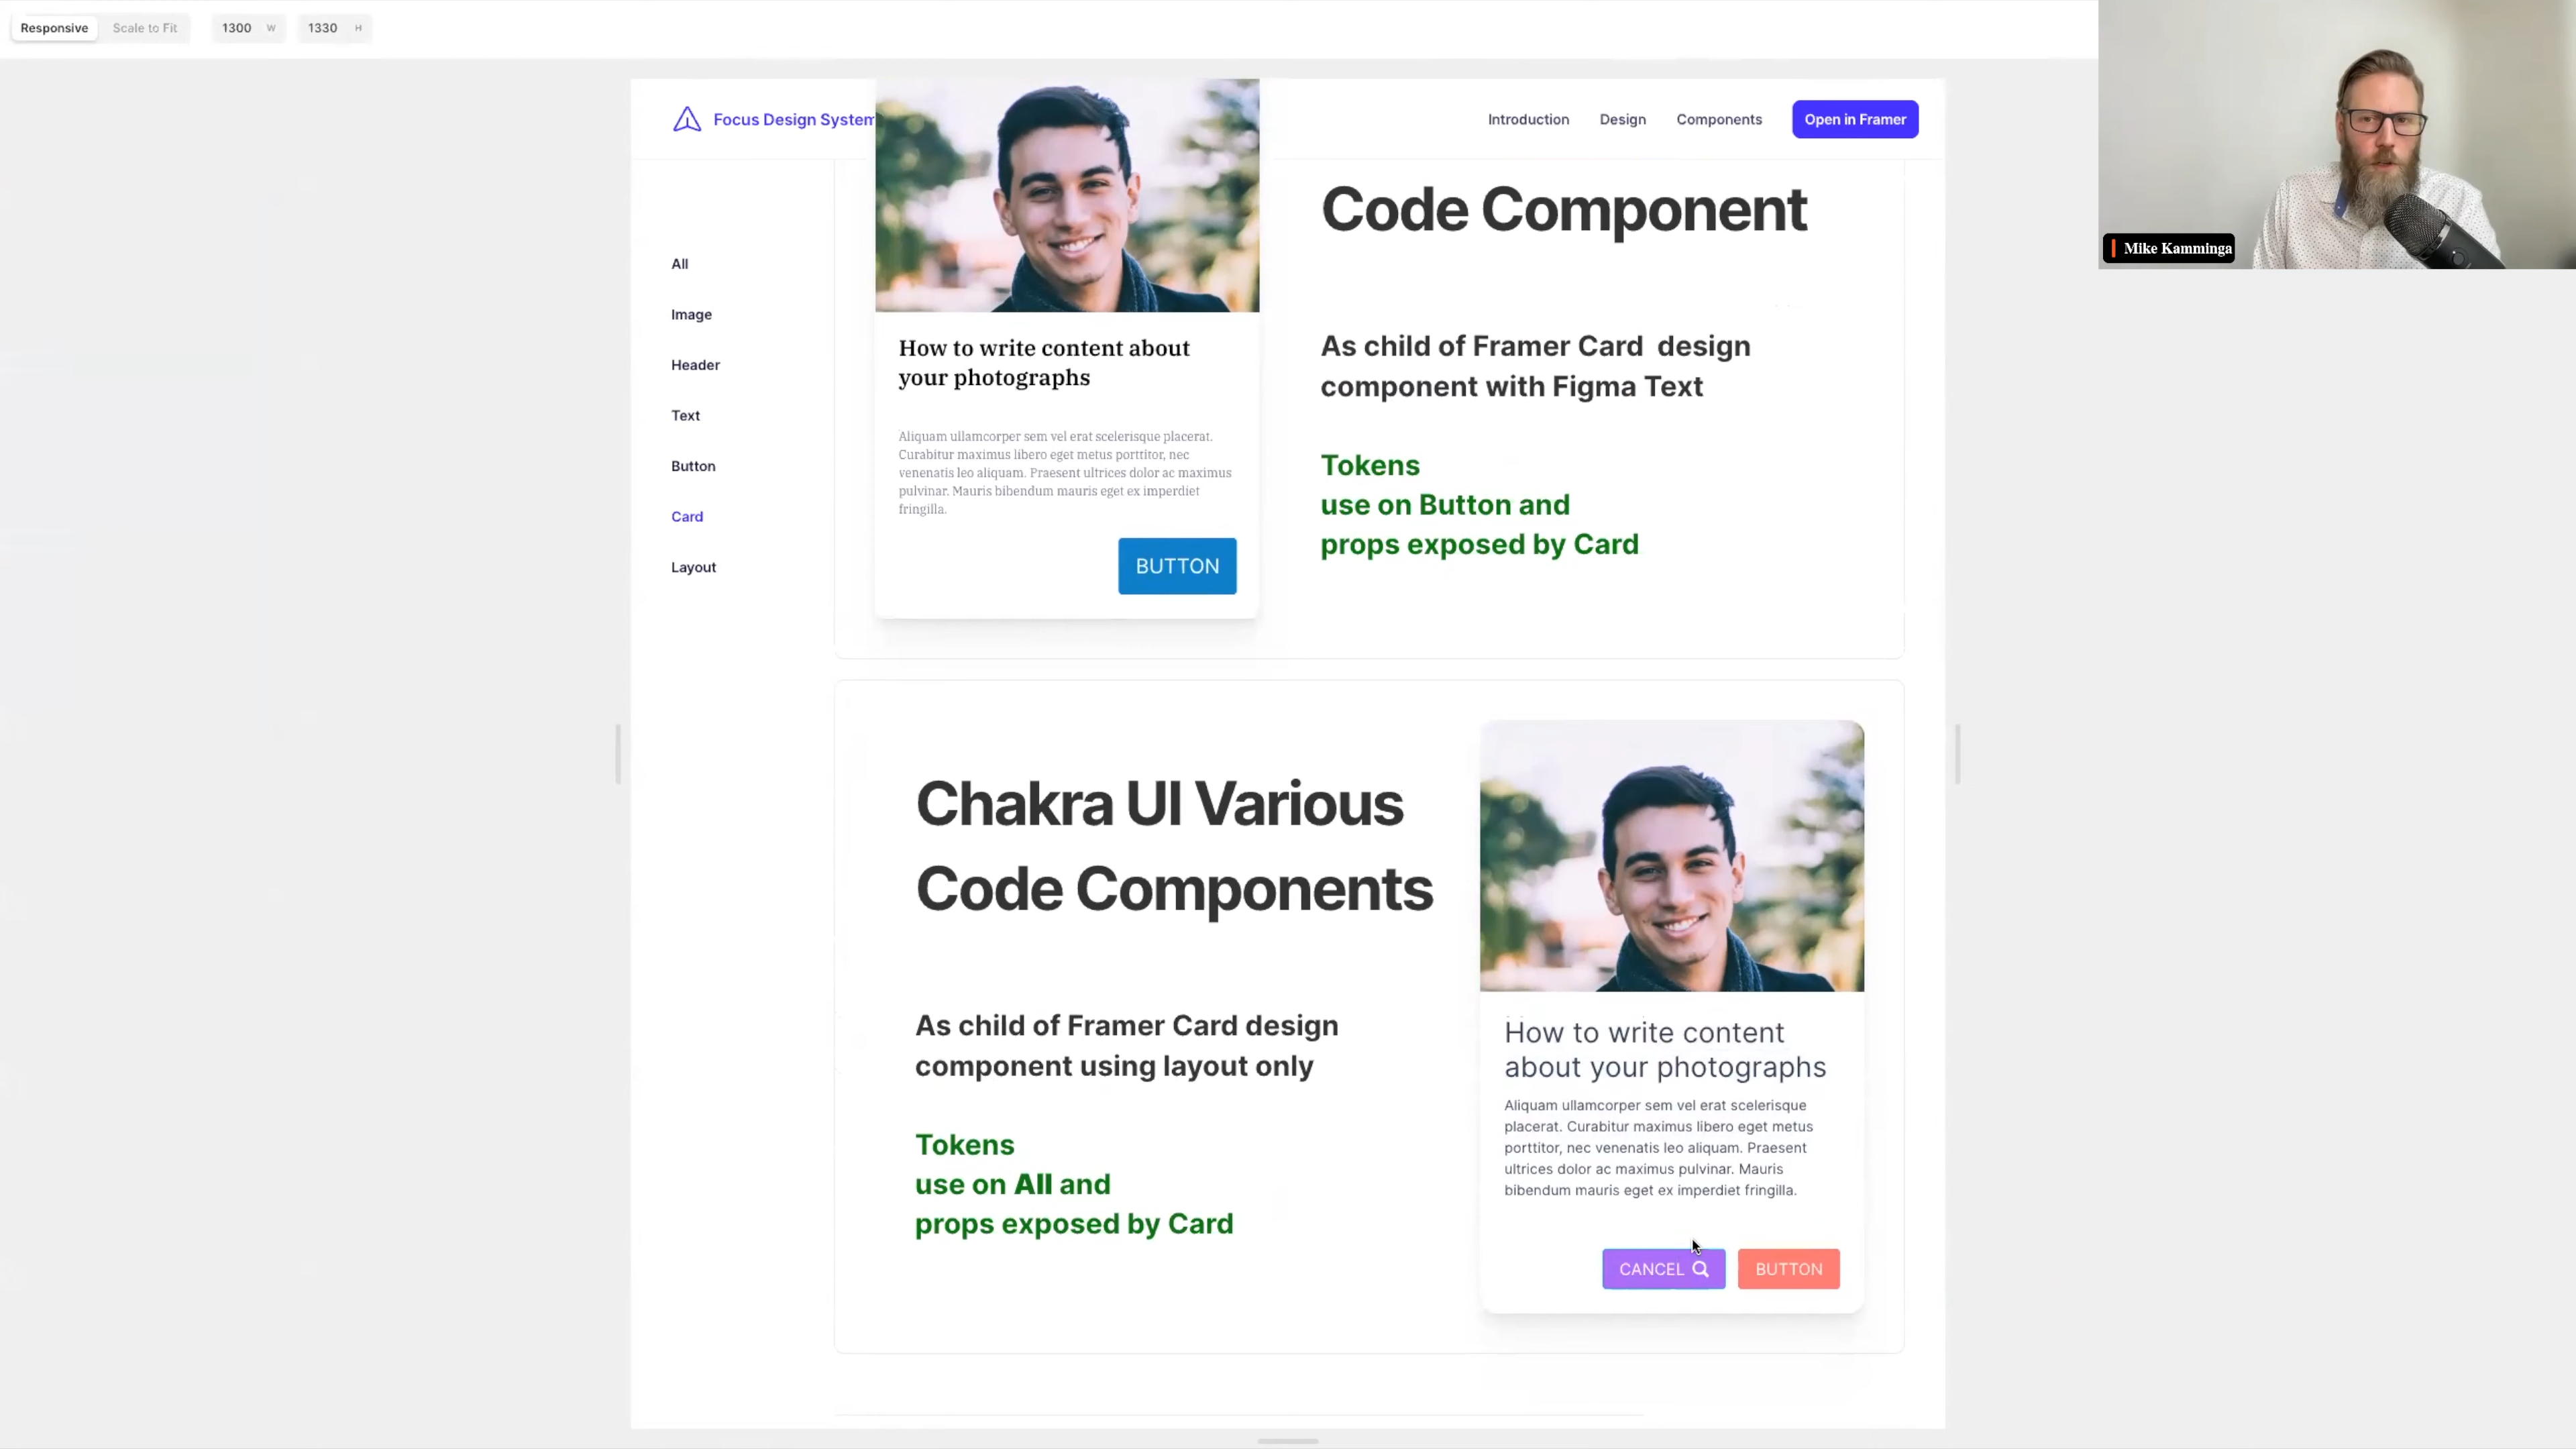 Responsive Scale to Fit 1300 W 1330 H
Mike Kamminga
Focus Design System Introduction Design Components Open in Framer
All
Image
Header
Text
Button
Card
Layout
How to write content about
your photographs
Aliquam ullamcorper sem vel erat scelerisque placerat.
Curabitur maximus libero eget metus porttitor, nec
venenatis leo aliquam. Praesent ultrices dolor ac maximus
pulvinar. Mauris bibendum mauris eget ex imperdiet
fringilla.
BUTTON
Code Component
As child of Framer Card design
component with Figma Text
Tokens
use on Button and
props exposed by Card
Chakra UI Various
Code Components
As child of Framer Card design
component using layout only
Tokens
use on All and
props exposed by Card
How to write content
about your photographs
Aliquam ullamcorper sem vel erat scelerisque
placerat. Curabitur maximus libero eget metus
porttitor, nec venenatis leo aliquam. Praesent
ultrices dolor ac maximus pulvinar. Mauris
bibendum mauris eget ex imperdiet fringilla.
CANCEL BUTTON